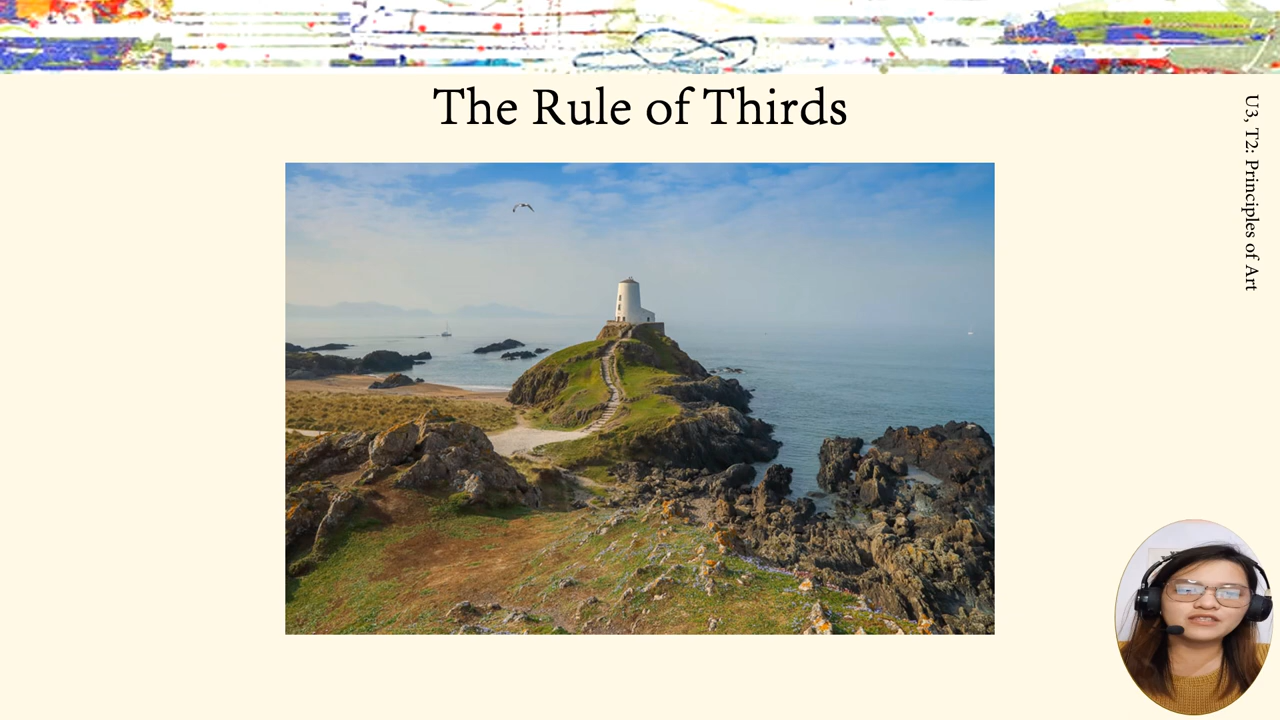 The Rule of Thirds
U3, T2: Principles of Art